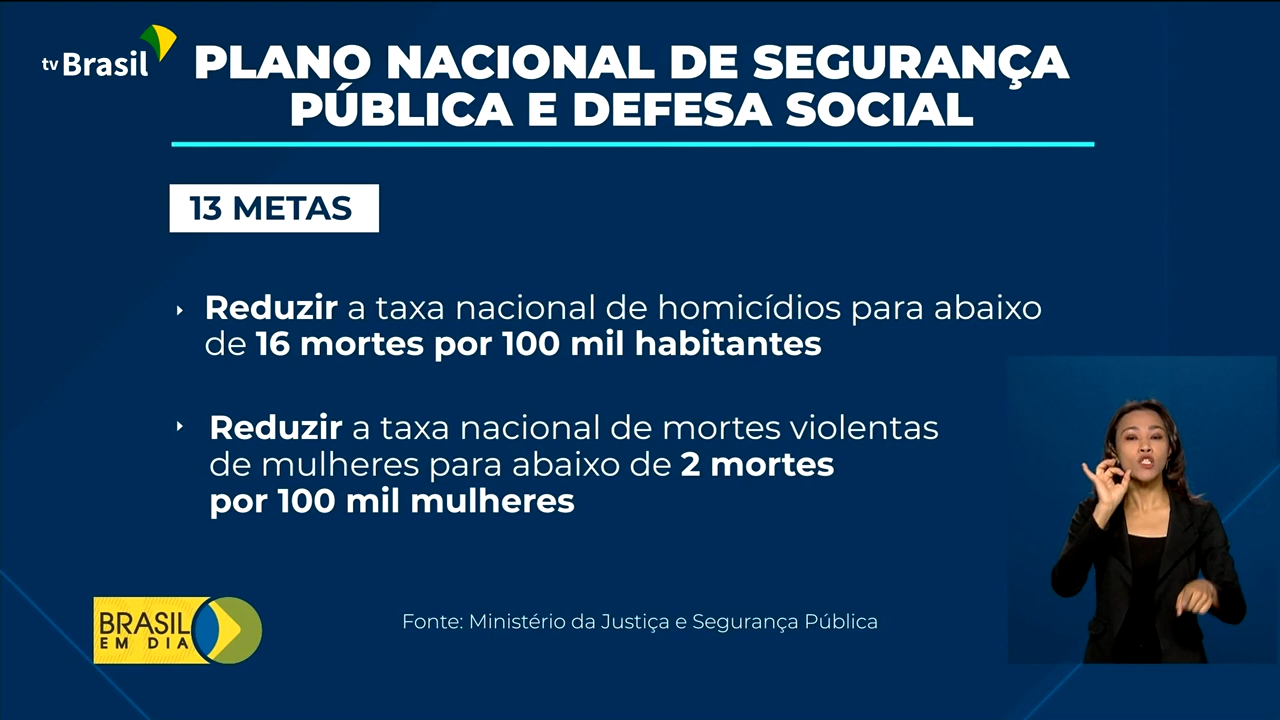 tv Brasil
PLANO NACIONAL DE SEGURANÇA
PÚBLICA E DEFESA SOCIAL
13 METAS
Reduzir a taxa nacional de homicídios para abaixo
de 16 mortes por 100 mil habitantes
Reduzir a taxa nacional de mortes violentas
de mulheres para abaixo de 2 mortes
por 100 mil mulheres
BRASIL
EM DIA
Fonte: Ministério da Justiça e Segurança Pública